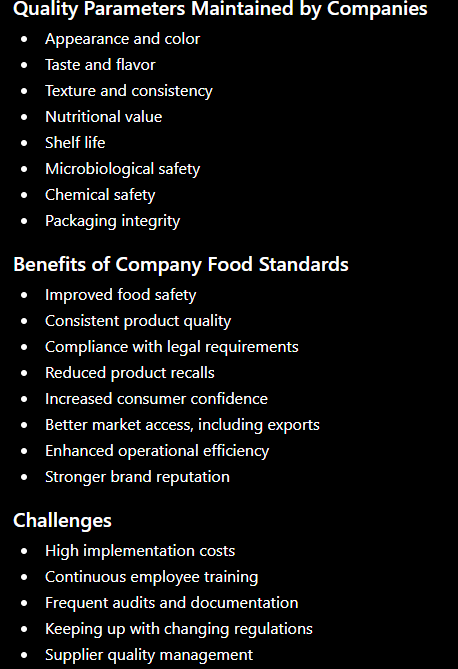 Quality Parameters Maintained by Companies
• Appearance and color
• Taste and flavor
• Texture and consistency
• Nutritional value
• Shelf life
• Microbiological safety
• Chemical safety
• Packaging integrity
Benefits of Company Food Standards
• Improved food safety
• Consistent product quality
• Compliance with legal requirements
• Reduced product recalls
• Increased consumer confidence
• Better market access, including exports
• Enhanced operational efficiency
• Stronger brand reputation
Challenges
• High implementation costs
• Continuous employee training
• Frequent audits and documentation
• Keeping up with changing regulations
• Supplier quality management